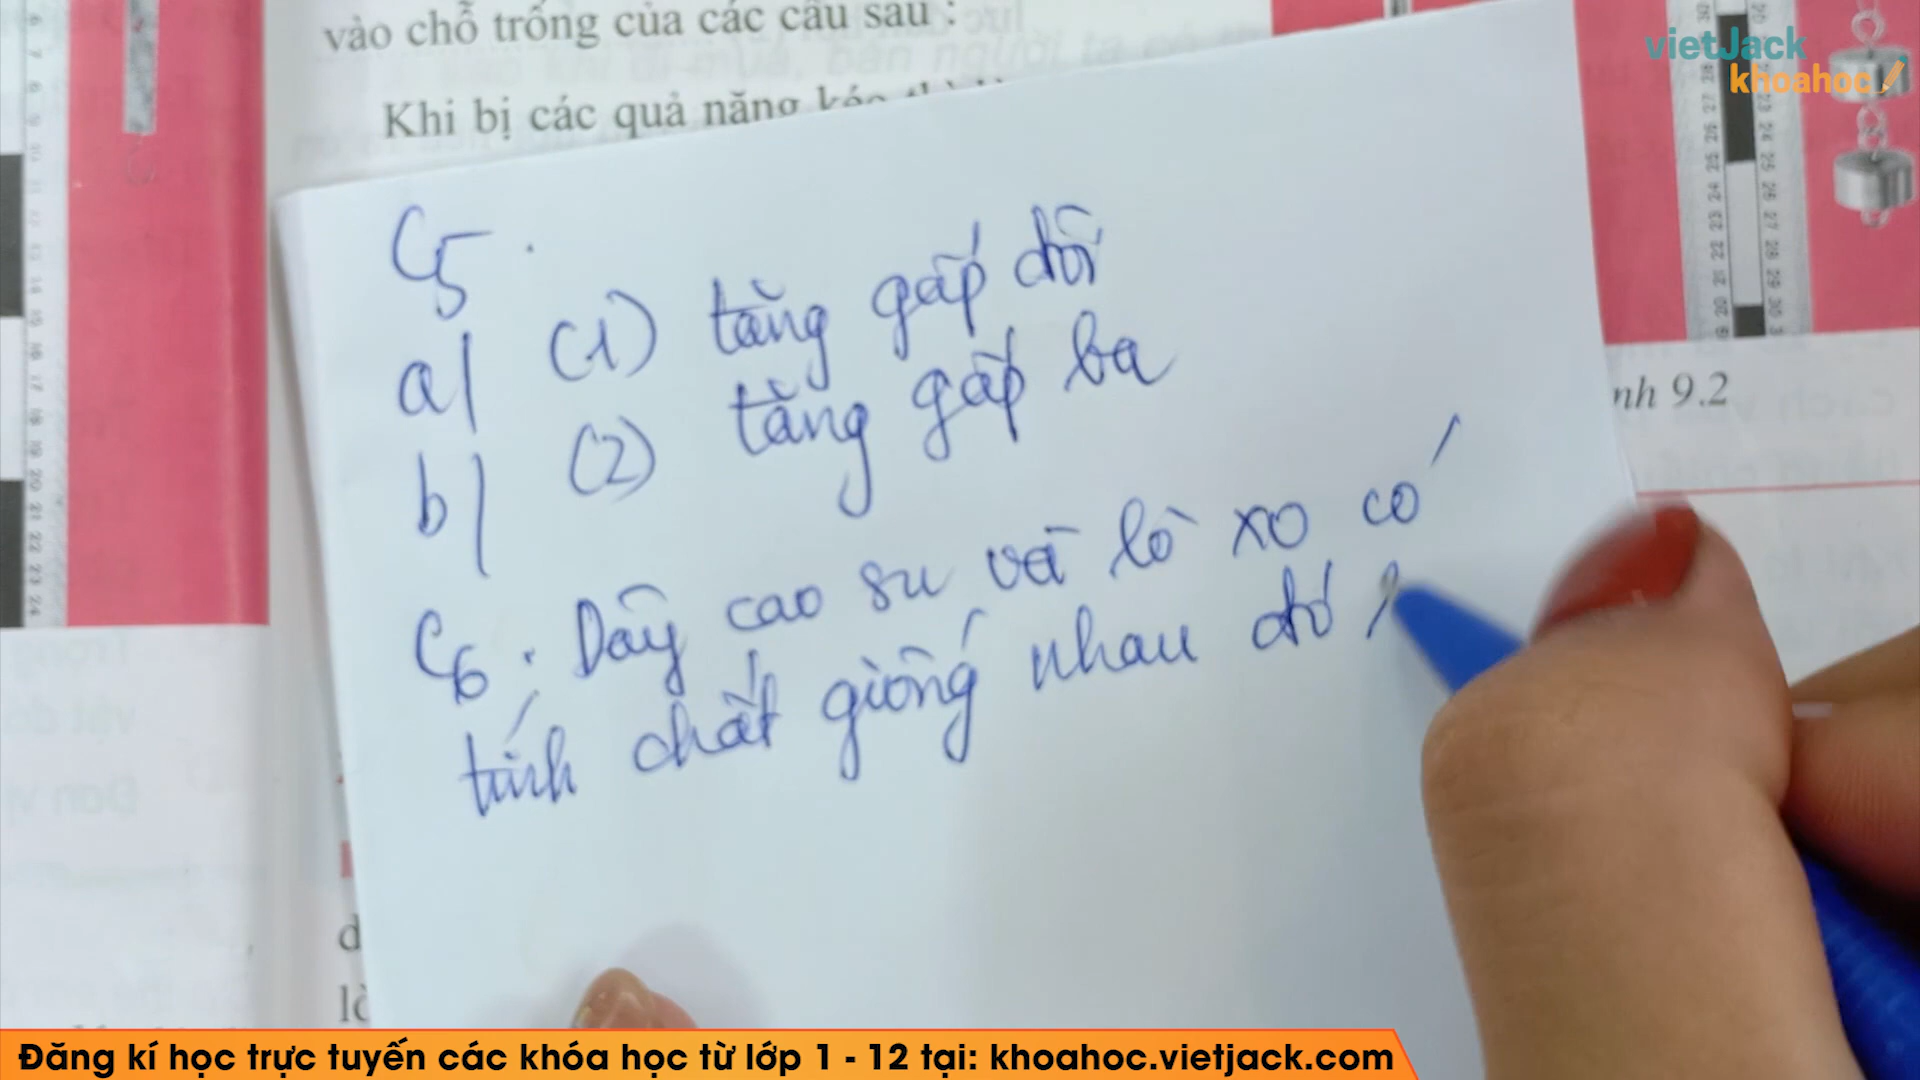 vào chỗ trống của các câu sau :
Khi bị các quả nặng kéo
vietJack
khoahoc
C5.
a) (1) tăng gấp đôi
b) (2) tăng gấp ba
C6. Dây cao su và lò xo có
tính chất giống nhau đó
nh 9.2
Đăng kí học trực tuyến các khóa học từ lớp 1 - 12 tại: khoahoc.vietjack.com